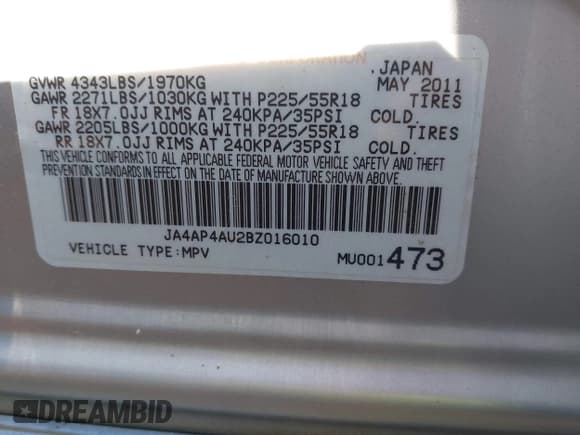 CORPORATION
GVWR 4343LBS/1970KG , JAPAN
GAWR 2271LBS/1030KG WITH P225/55R18 MAY 2011
FR 18X7.0JJ RIMS AT 240KPA/35PSI TIRES
GAWR 2205LBS/1000KG WITH P225/55R18 COLD.
RR 18X7.0JJ RIMS AT 240KPA/35PSI TIRES
COLD.
THIS VEHICLE CONFORMS TO ALL APPLICABLE FEDERAL MOTOR VEHICLE SAFETY AND THEFT
PREVENTION STANDARDS IN EFFECT ON THE DATE OF MANUFACTURE SHOWN ABOVE.
JA4AP4AU2BZ016010
VEHICLE TYPE:MPV MU001473
DREAMBID